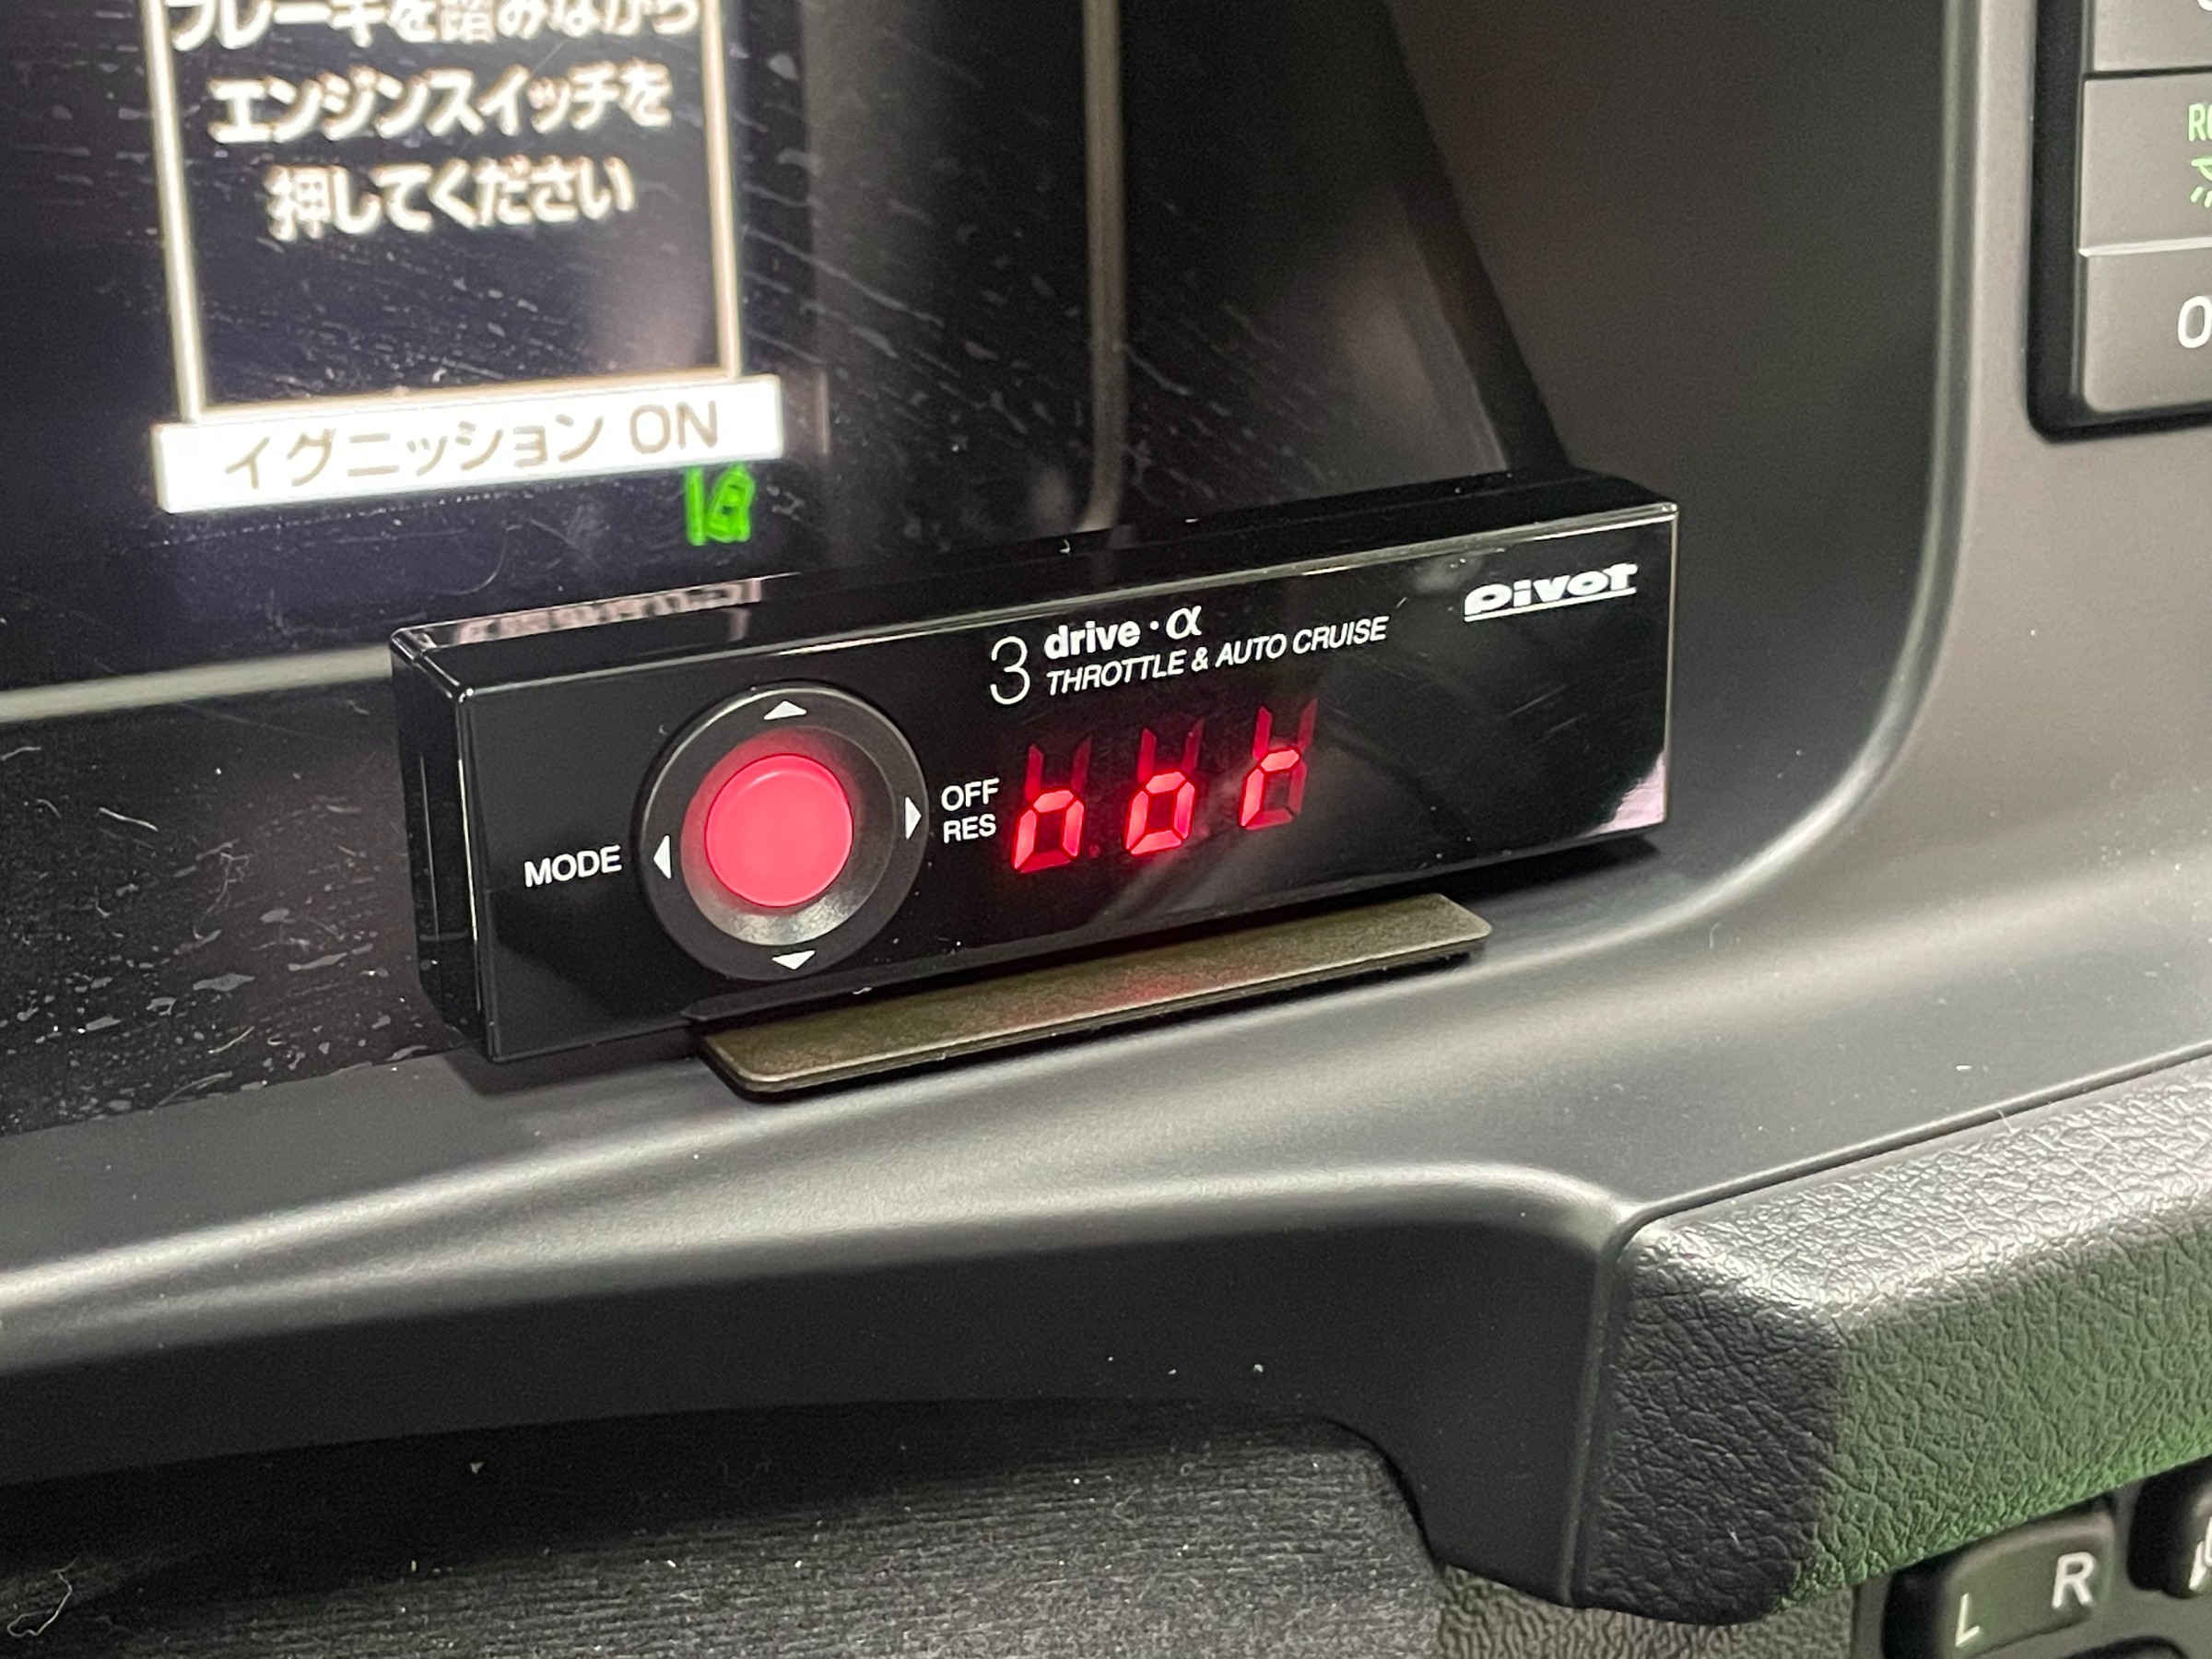 ブレーキを踏みながら
エンジンスイッチを
押してください
イグニッション ON
3 drive・α
THROTTLE & AUTO CRUISE
pivot
MODE
OFF
RES
nor
L R